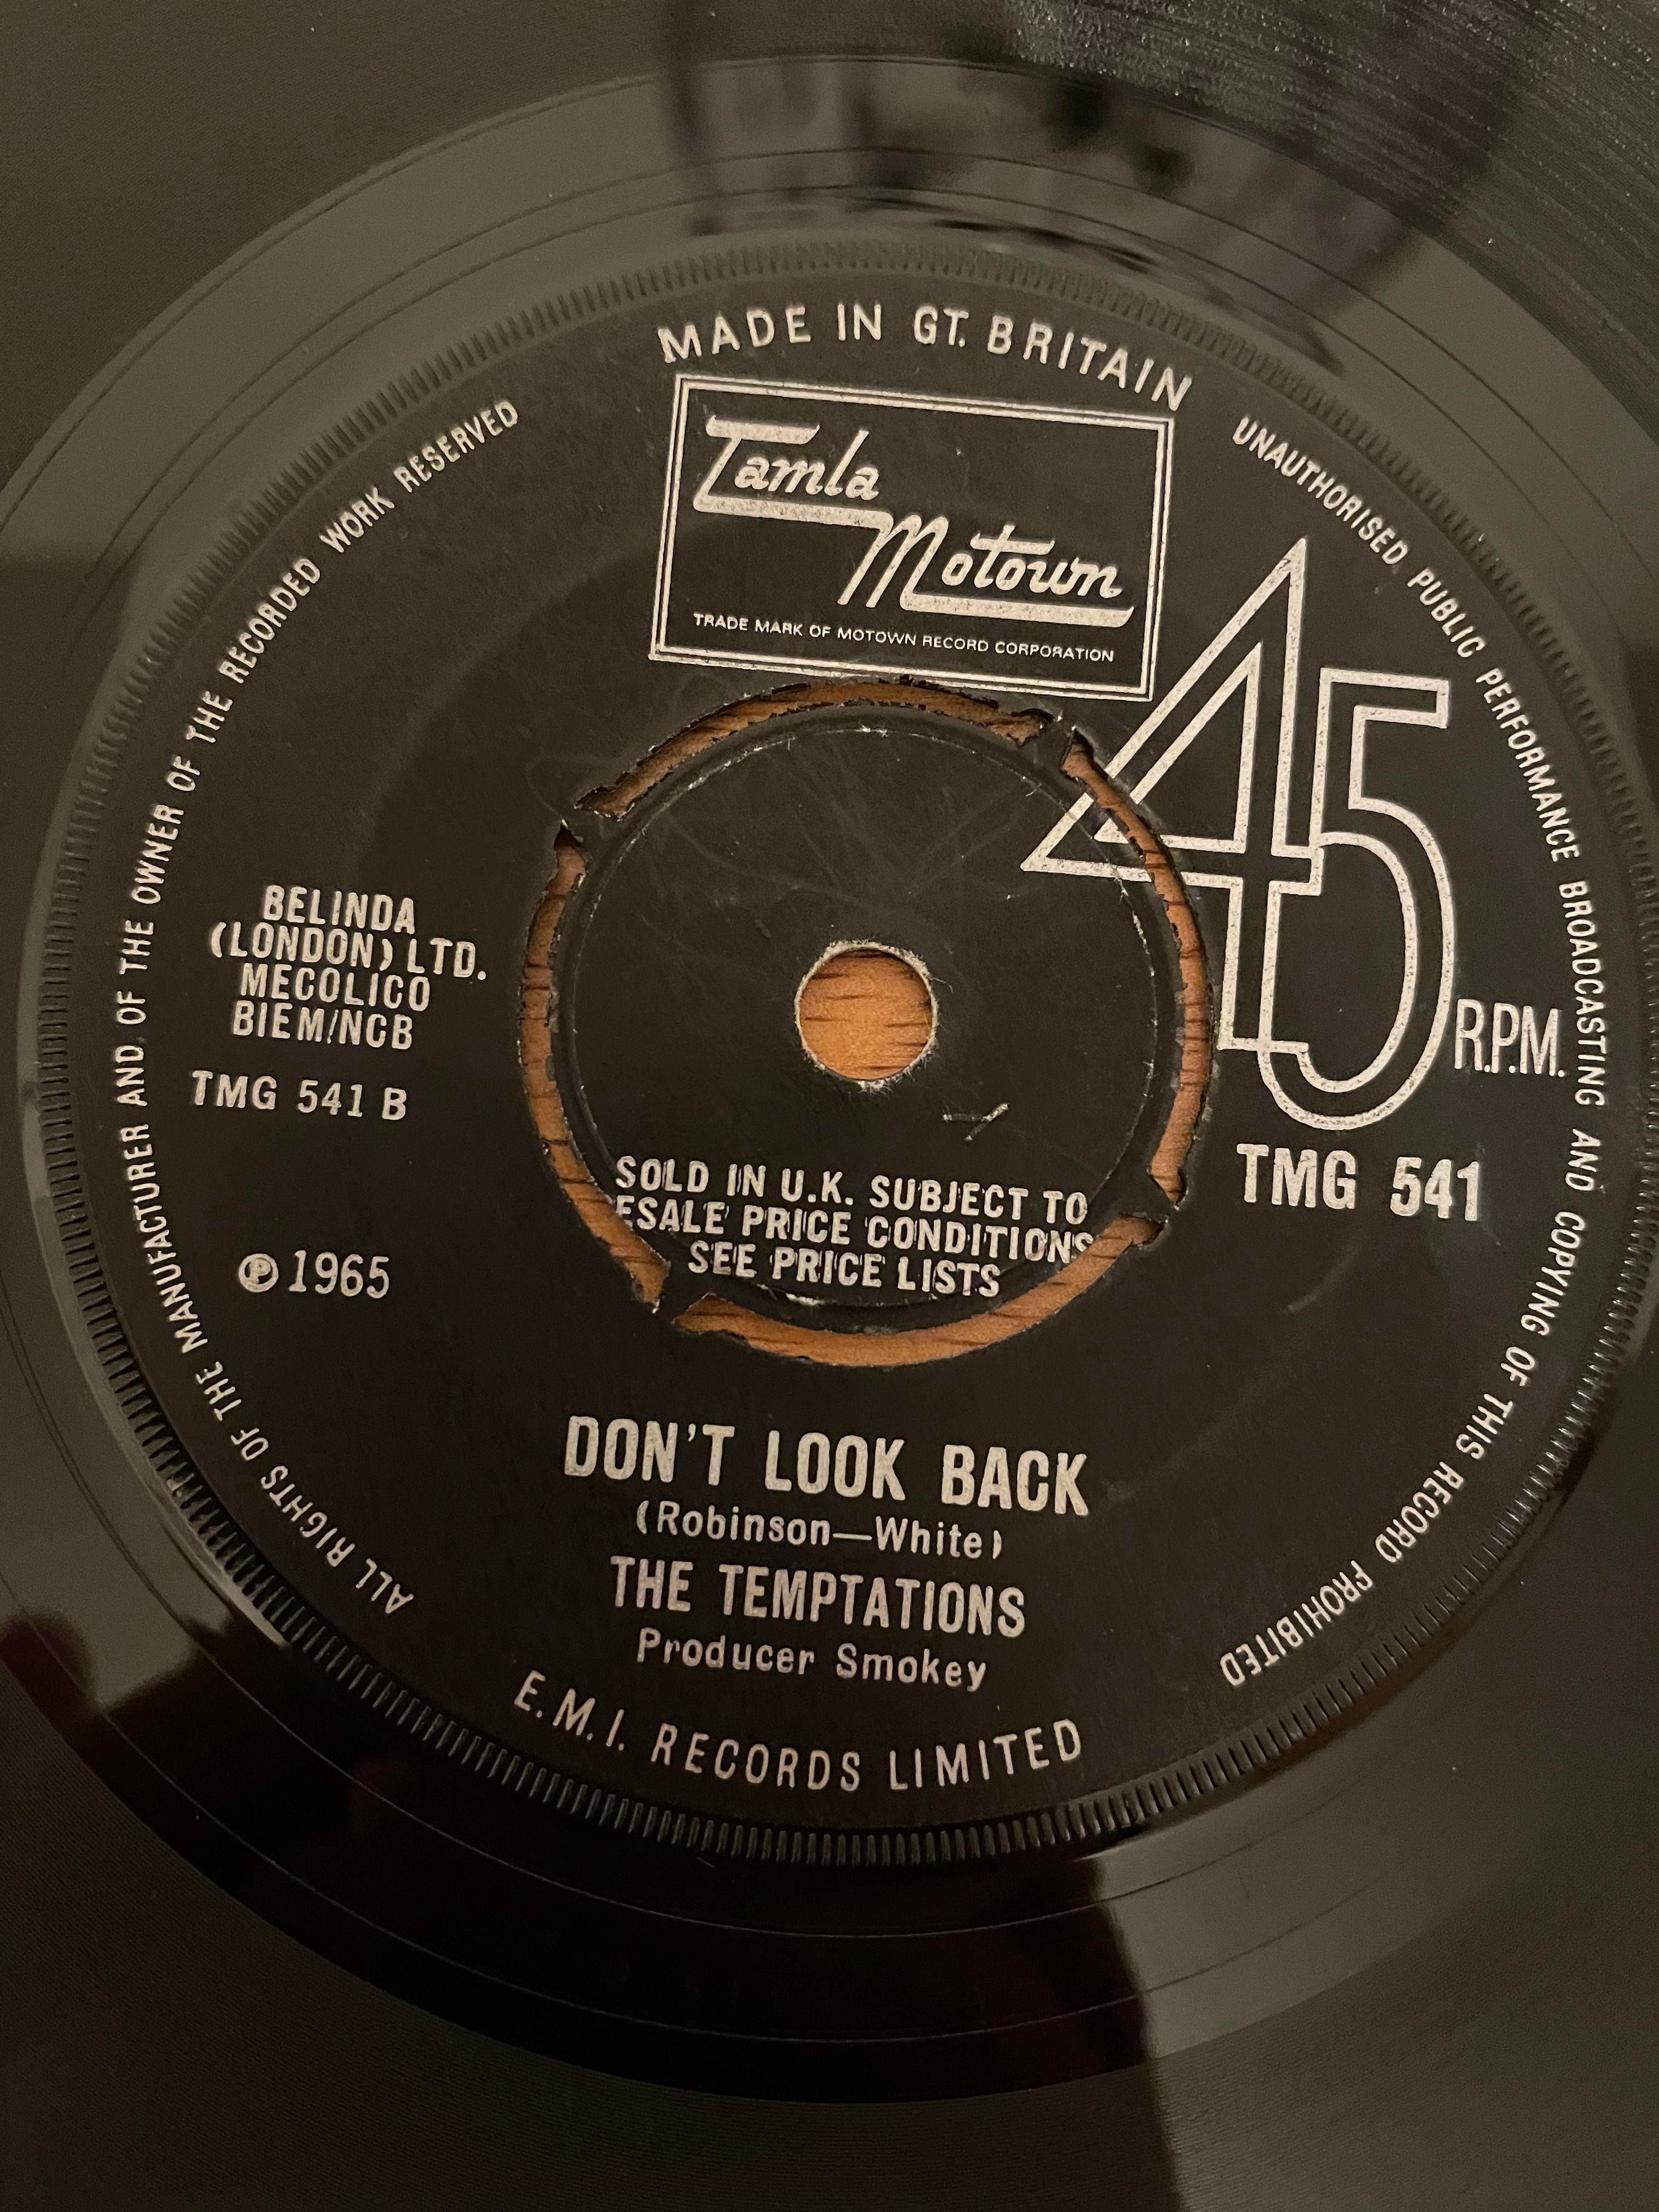 MADE IN GT. BRITAIN
Tamla
Motown
TRADE MARK OF MOTOWN RECORD CORPORATION
45
R.P.M.
TMG 541
BELINDA
(LONDON) LTD.
MECOLICO
BIEM/NCB
TMG 541 B
℗ 1965
SOLD IN U.K. SUBJECT TO
ESALE PRICE CONDITIONS
SEE PRICE LISTS
DON'T LOOK BACK
(Robinson—White)
THE TEMPTATIONS
Producer Smokey
E.M.I. RECORDS LIMITED
ALL RIGHTS OF THE MANUFACTURER AND OF THE OWNER OF THE RECORDED WORK RESERVED
UNAUTHORISED PUBLIC PERFORMANCE BROADCASTING AND COPYING OF THIS RECORD PROHIBITED